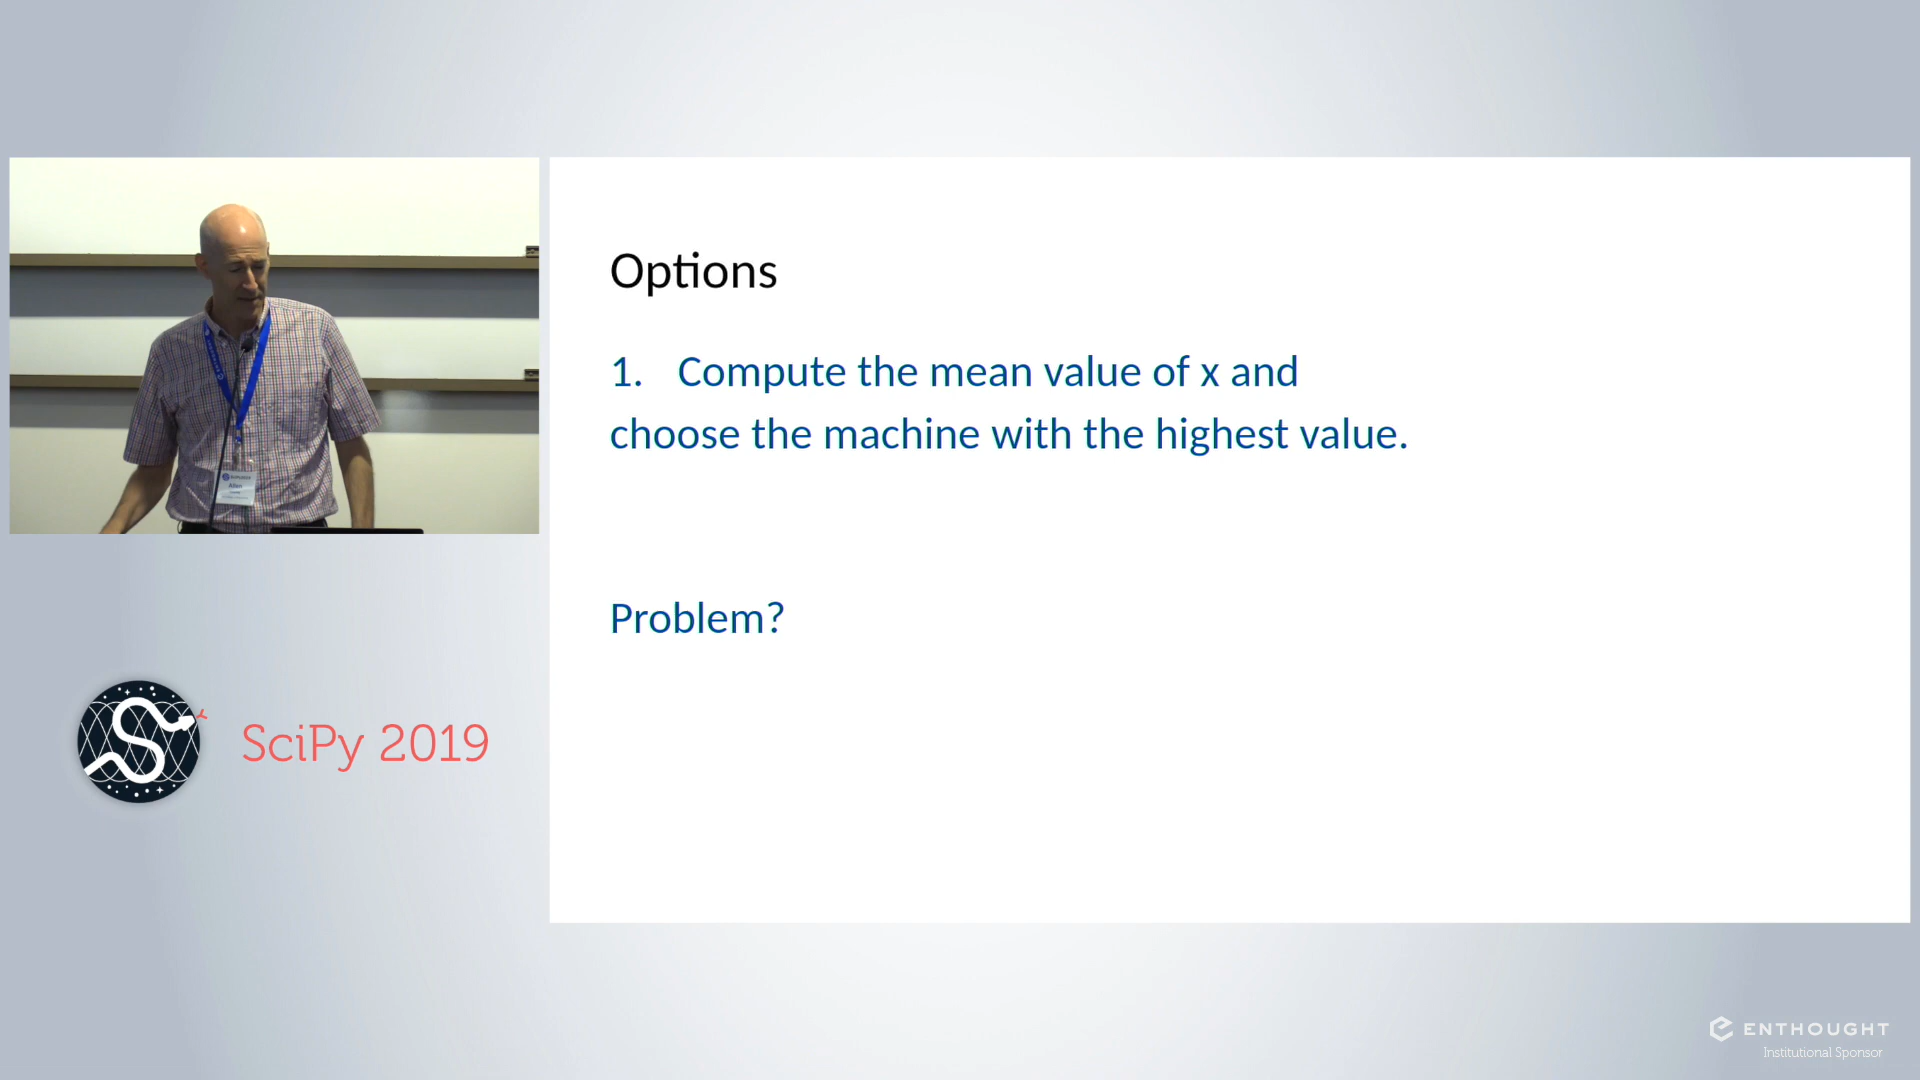 Options
1. Compute the mean value of x and
choose the machine with the highest value.
Problem?
Allen
SciPy 2019
ENTHOUGHT
Institutional Sponsor